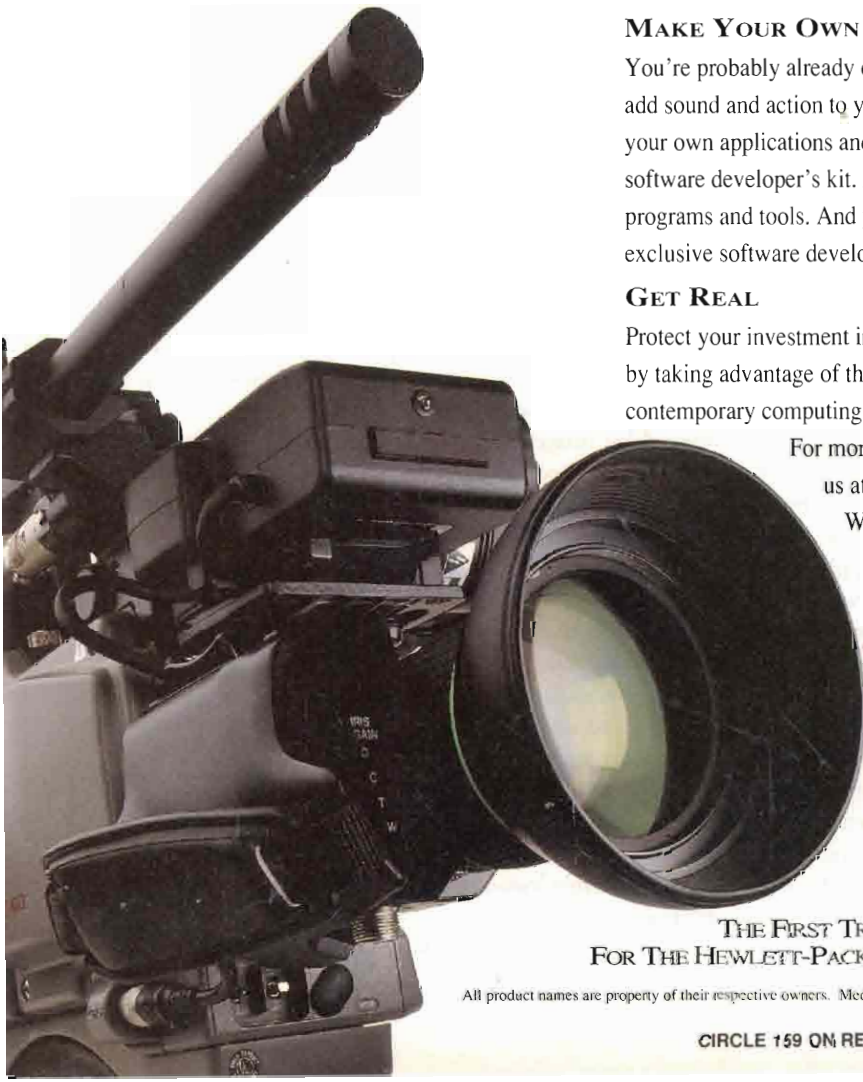 MAKE YOUR OWN
You're probably already
add sound and action to y
your own applications and
software developer's kit.
programs and tools. And
exclusive software develo
GET REAL
Protect your investment i
by taking advantage of th
contemporary computing
For mor
us at
W
IRIS
GAIN
D
C
T
W
THE FIRST TR
FOR THE HEWLETT-PACK
All product names are property of their respective owners. Med
CIRCLE 159 ON RE